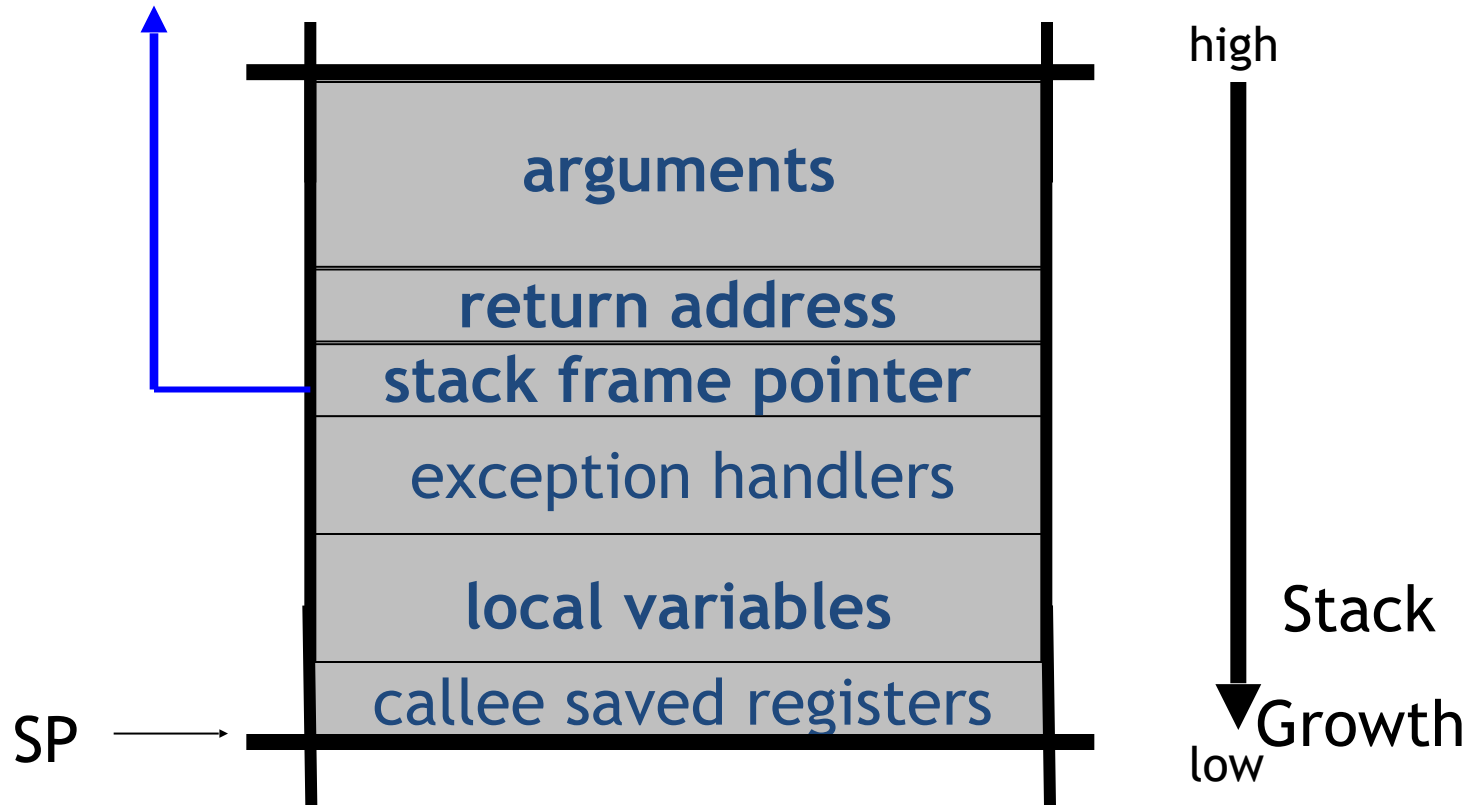 high
arguments
return address
stack frame pointer
exception handlers
local variables
Stack
callee saved registers
SP
Growth
low